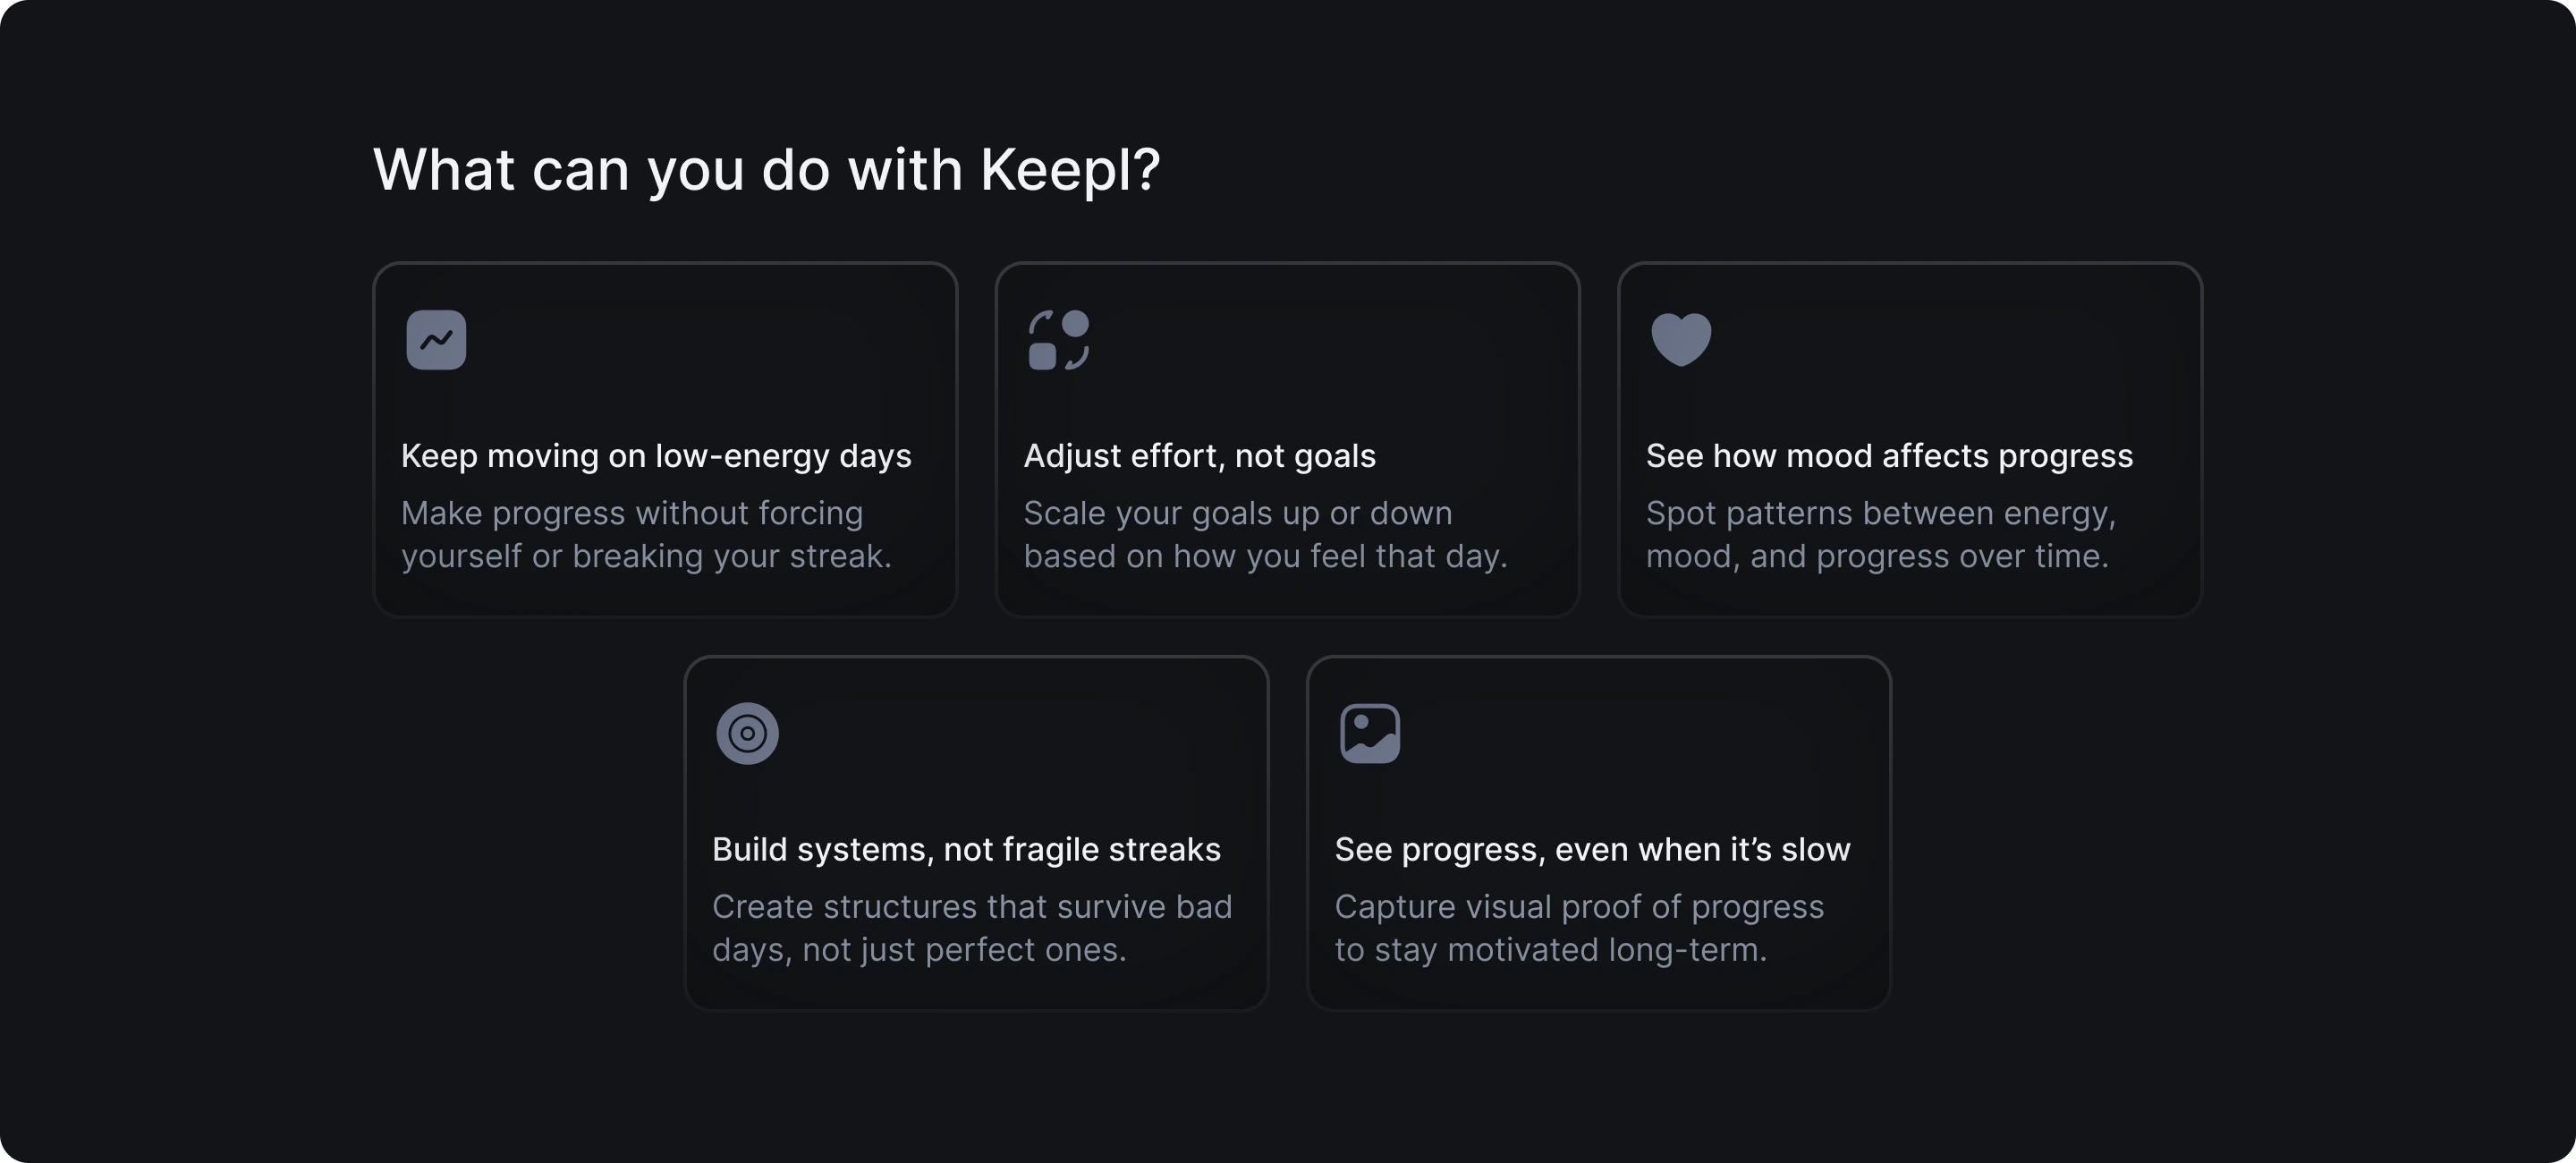 What can you do with Keepl?
Keep moving on low-energy days
Make progress without forcing
yourself or breaking your streak.
Adjust effort, not goals
Scale your goals up or down
based on how you feel that day.
See how mood affects progress
Spot patterns between energy,
mood, and progress over time.
Build systems, not fragile streaks
Create structures that survive bad
days, not just perfect ones.
See progress, even when it’s slow
Capture visual proof of progress
to stay motivated long-term.